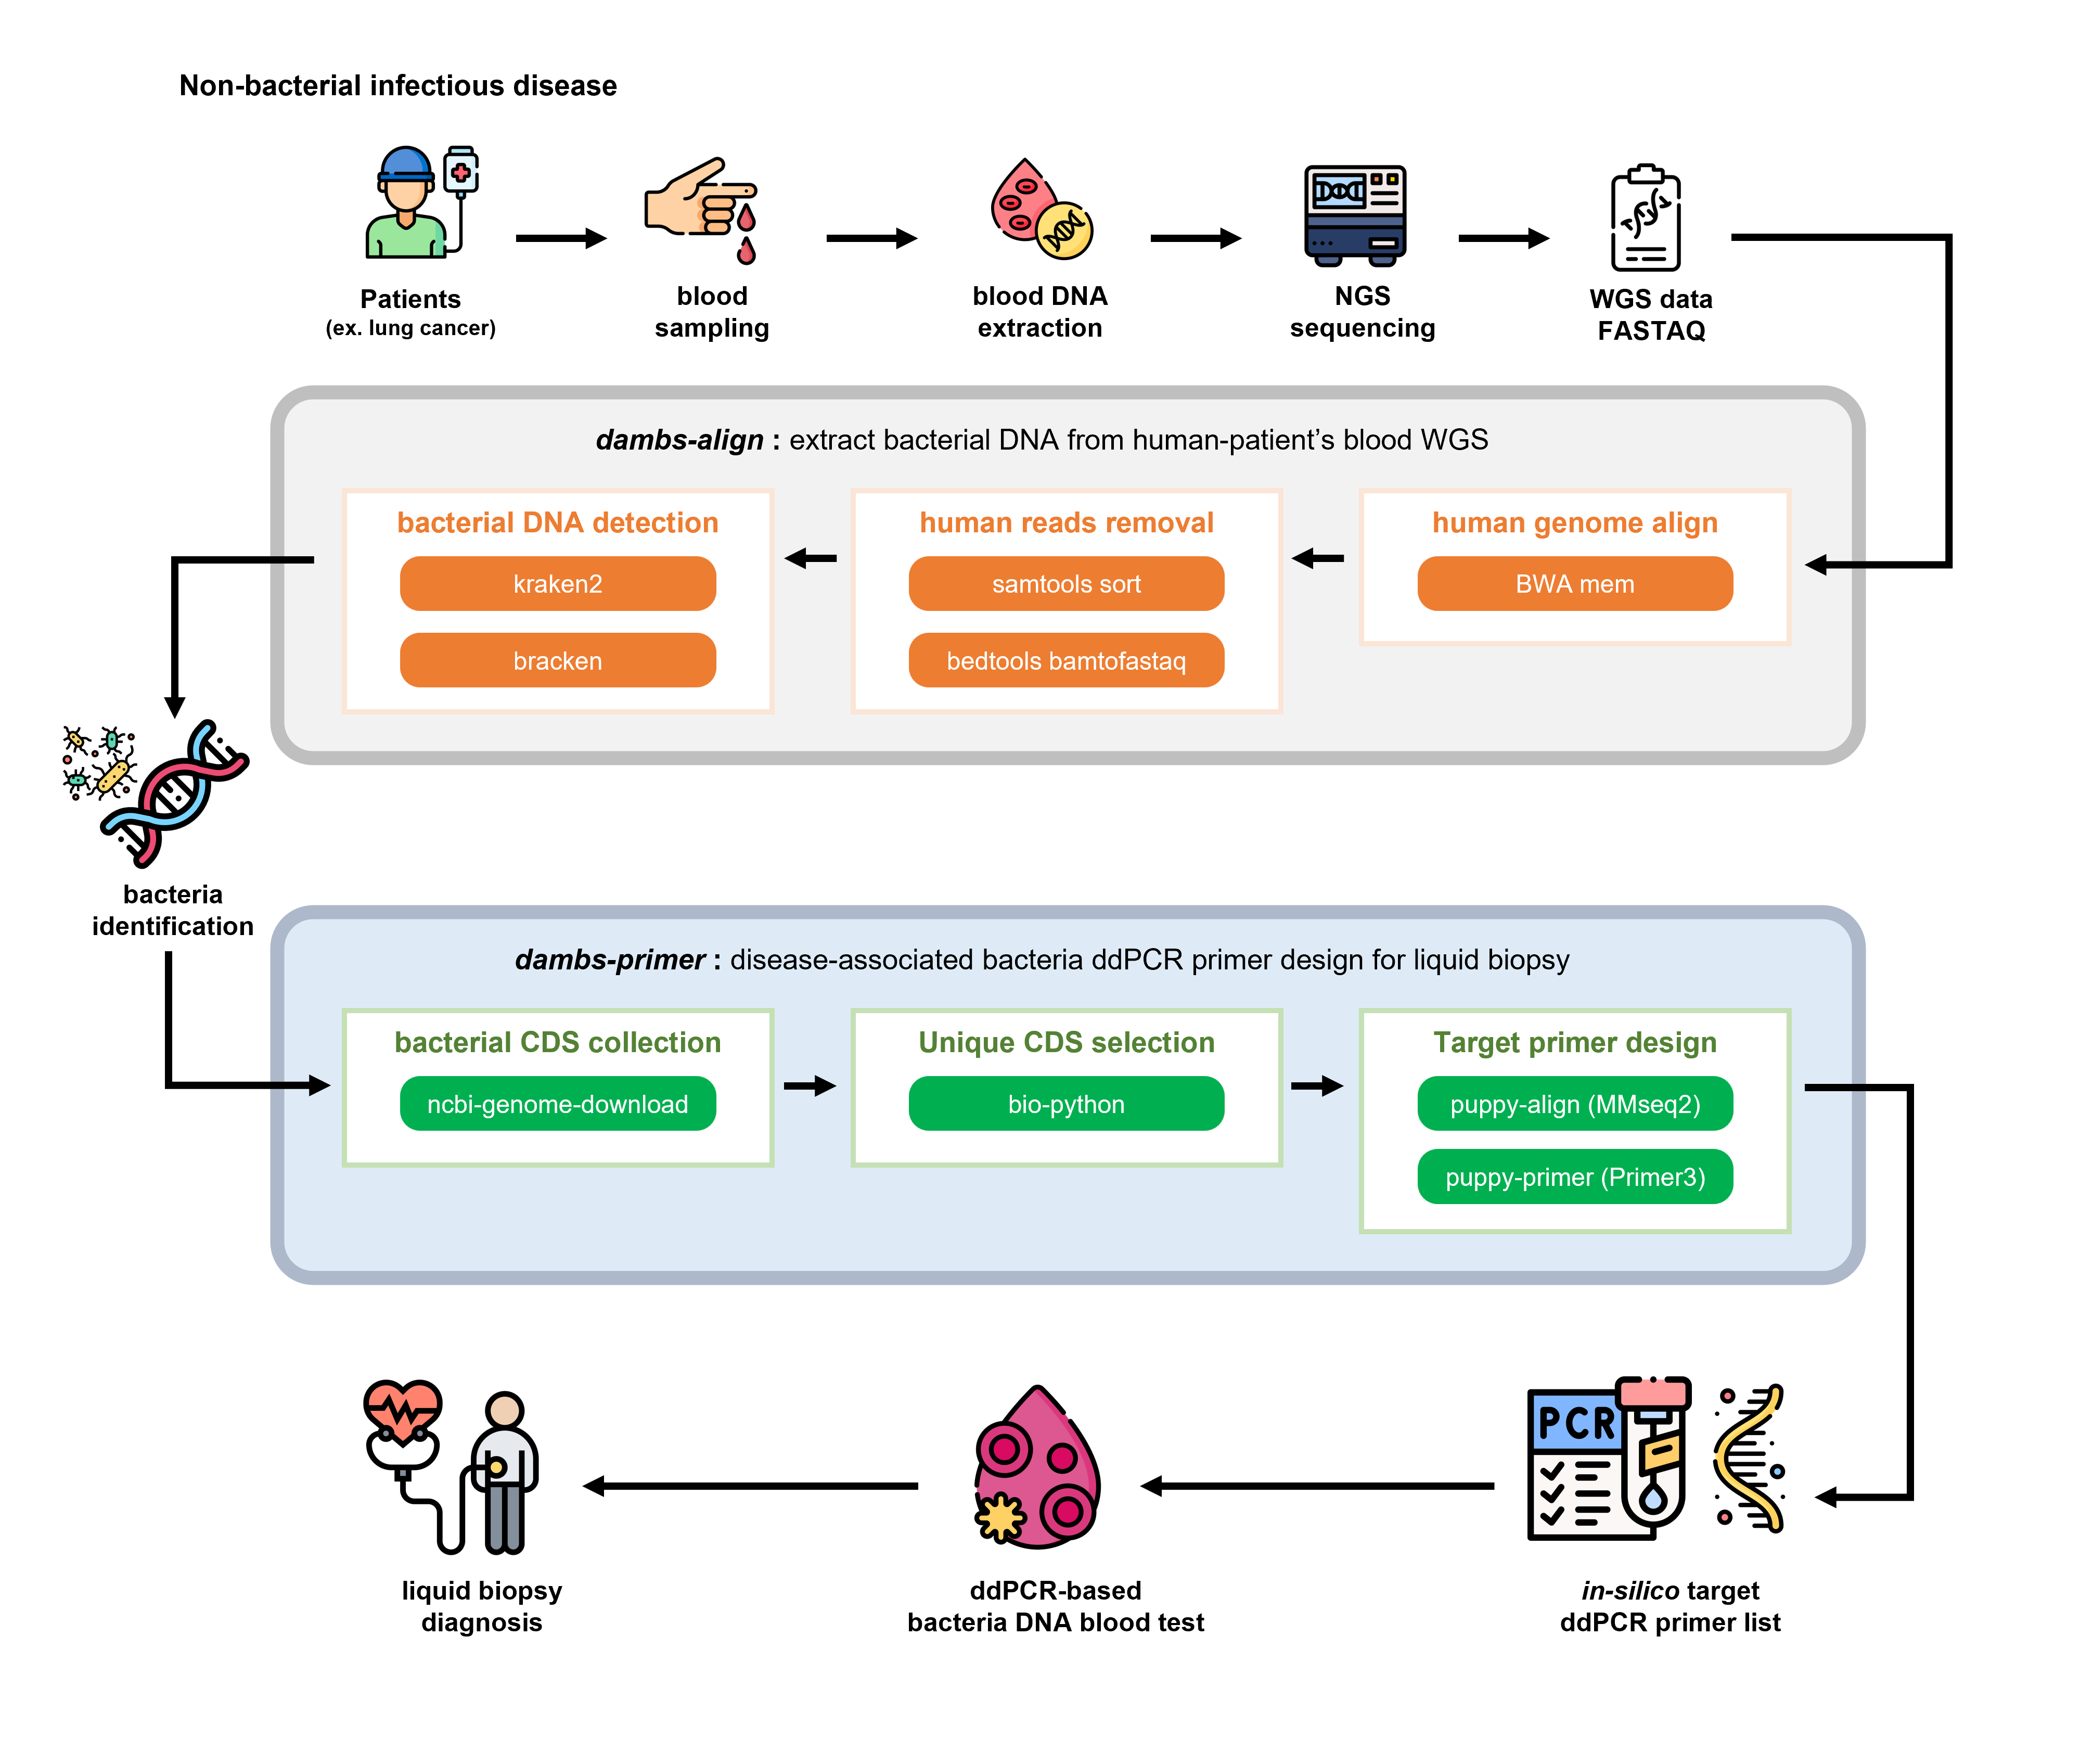 Non-bacterial infectious disease
Patients
(ex. lung cancer)
blood
sampling
blood DNA
extraction
NGS
sequencing
WGS data
FASTAQ
dambs-align : extract bacterial DNA from human-patient’s blood WGS
human genome align
BWA mem
human reads removal
samtools sort
bedtools bamtofastaq
bacterial DNA detection
kraken2
bracken
bacteria
identification
dambs-primer : disease-associated bacteria ddPCR primer design for liquid biopsy
bacterial CDS collection
ncbi-genome-download
Unique CDS selection
bio-python
Target primer design
puppy-align (MMseq2)
puppy-primer (Primer3)
PCR
in-silico target
ddPCR primer list
ddPCR-based
bacteria DNA blood test
liquid biopsy
diagnosis